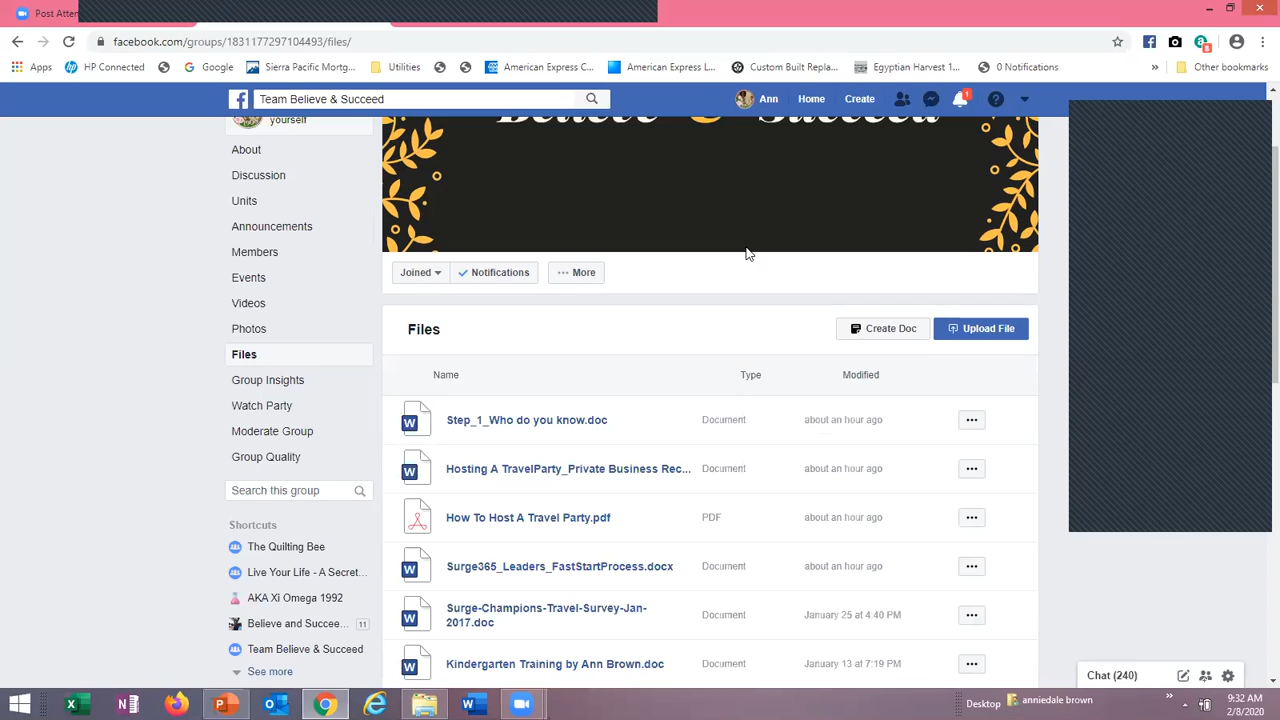 Post Atten
facebook.com/groups/1831177297104493/files/
Apps
HP Connected
Google
Sierra Pacific Mortg...
Utilities
American Express C...
American Express L...
Custom Built Repla...
Egyptian Harvest 1...
0 Notifications
»
Other bookmarks
Team Believe & Succeed
Ann
Home
Create
1
yourself
Believe & Succeed
About
Discussion
Units
Announcements
Members
Events
Videos
Photos
Files
Group Insights
Watch Party
Moderate Group
Group Quality
Search this group
Shortcuts
The Quilting Bee
Live Your Life - A Secret...
AKA Xi Omega 1992
Believe and Succee... 11
Team Believe & Succeed
See more
Joined
Notifications
More
Files
Create Doc
Upload File
Name Type Modified
Step_1_Who do you know.doc Document about an hour ago
Hosting A TravelParty_Private Business Rec... Document about an hour ago
How To Host A Travel Party.pdf PDF about an hour ago
Surge365_Leaders_FastStartProcess.docx Document about an hour ago
Surge-Champions-Travel-Survey-Jan-
2017.doc Document January 25 at 4:40 PM
Kindergarten Training by Ann Brown.doc Document January 13 at 7:19 PM
Chat (240)
Desktop
anniedale brown
»
9:32 AM
2/8/2020